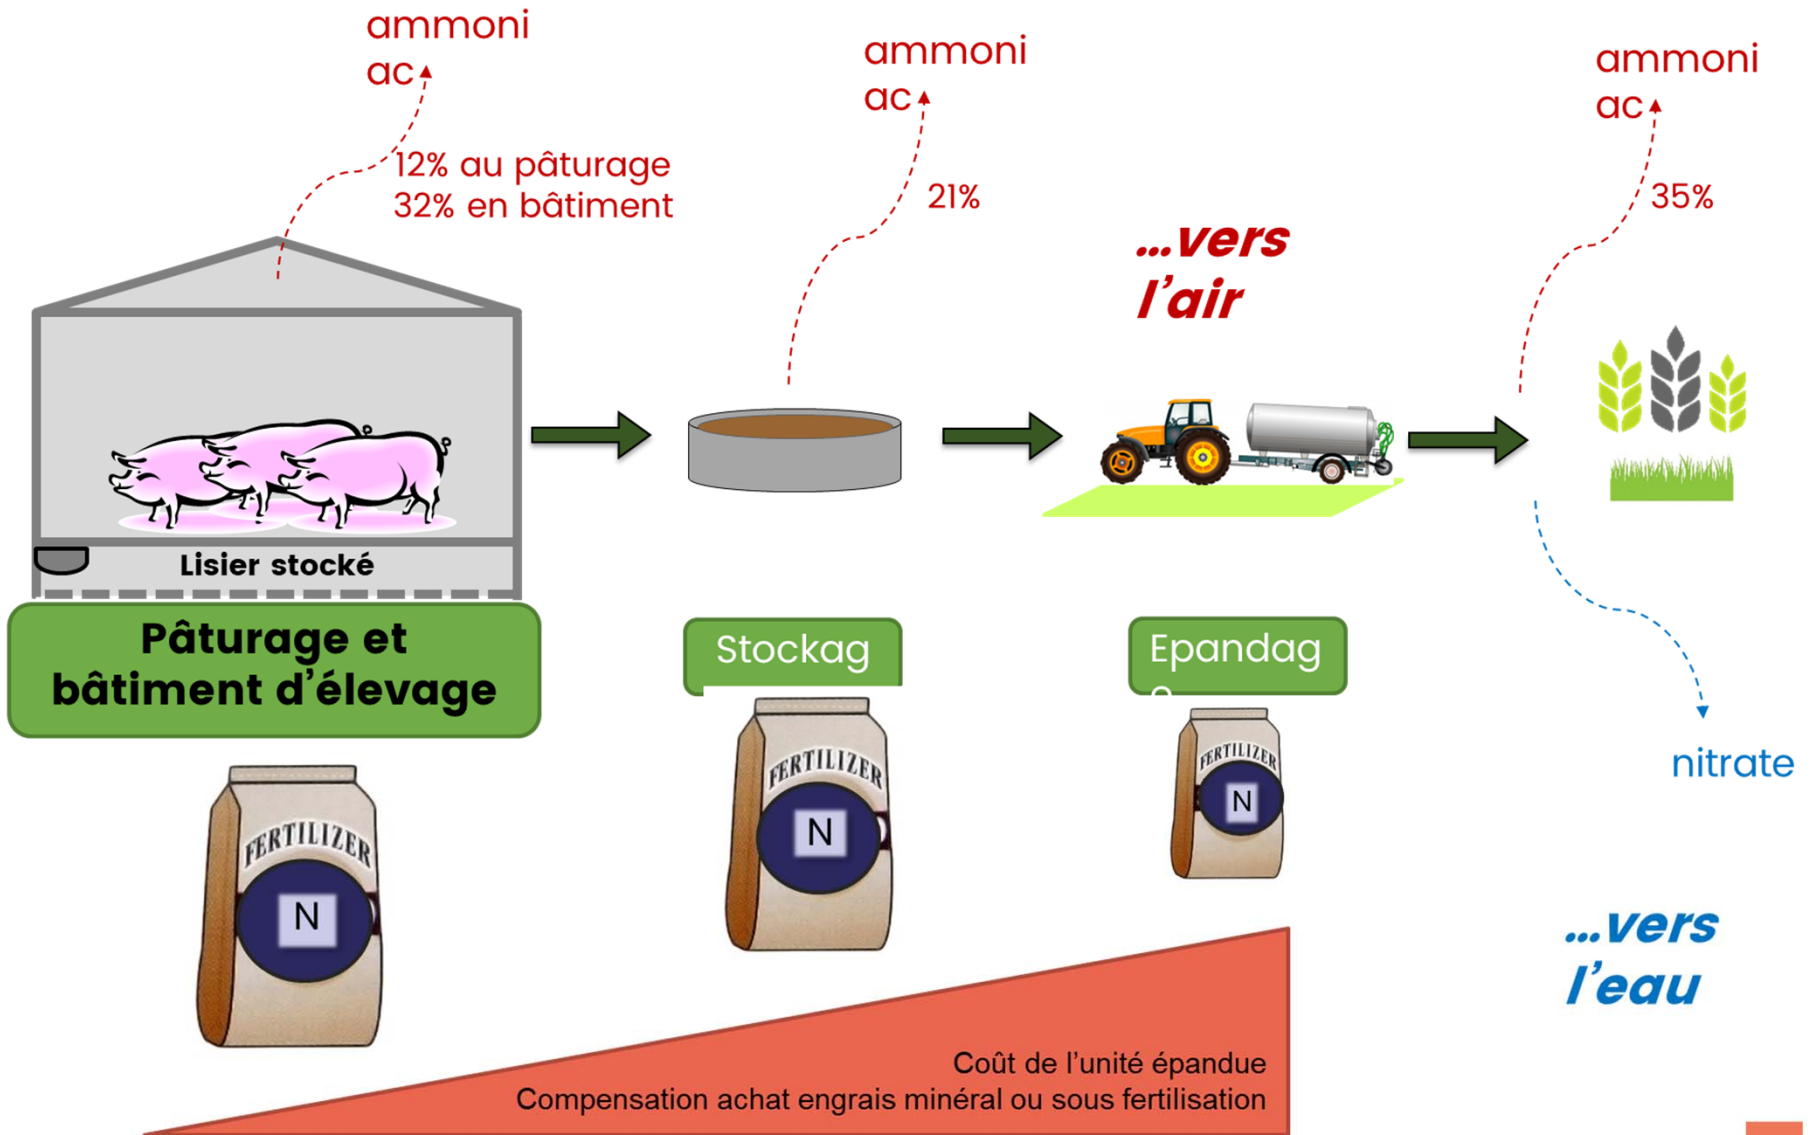 ammoni
ac
12% au pâturage
32% en bâtiment
ammoni
ac
21%
ammoni
ac
35%
...vers
l'air
Lisier stocké
Pâturage et
bâtiment d'élevage
Stockag
Epandag
nitrate
FERTILIZER
N
FERTILIZER
N
FERTILIZER
N
...vers
l'eau
Coût de l'unité épandue
Compensation achat engrais minéral ou sous fertilisation